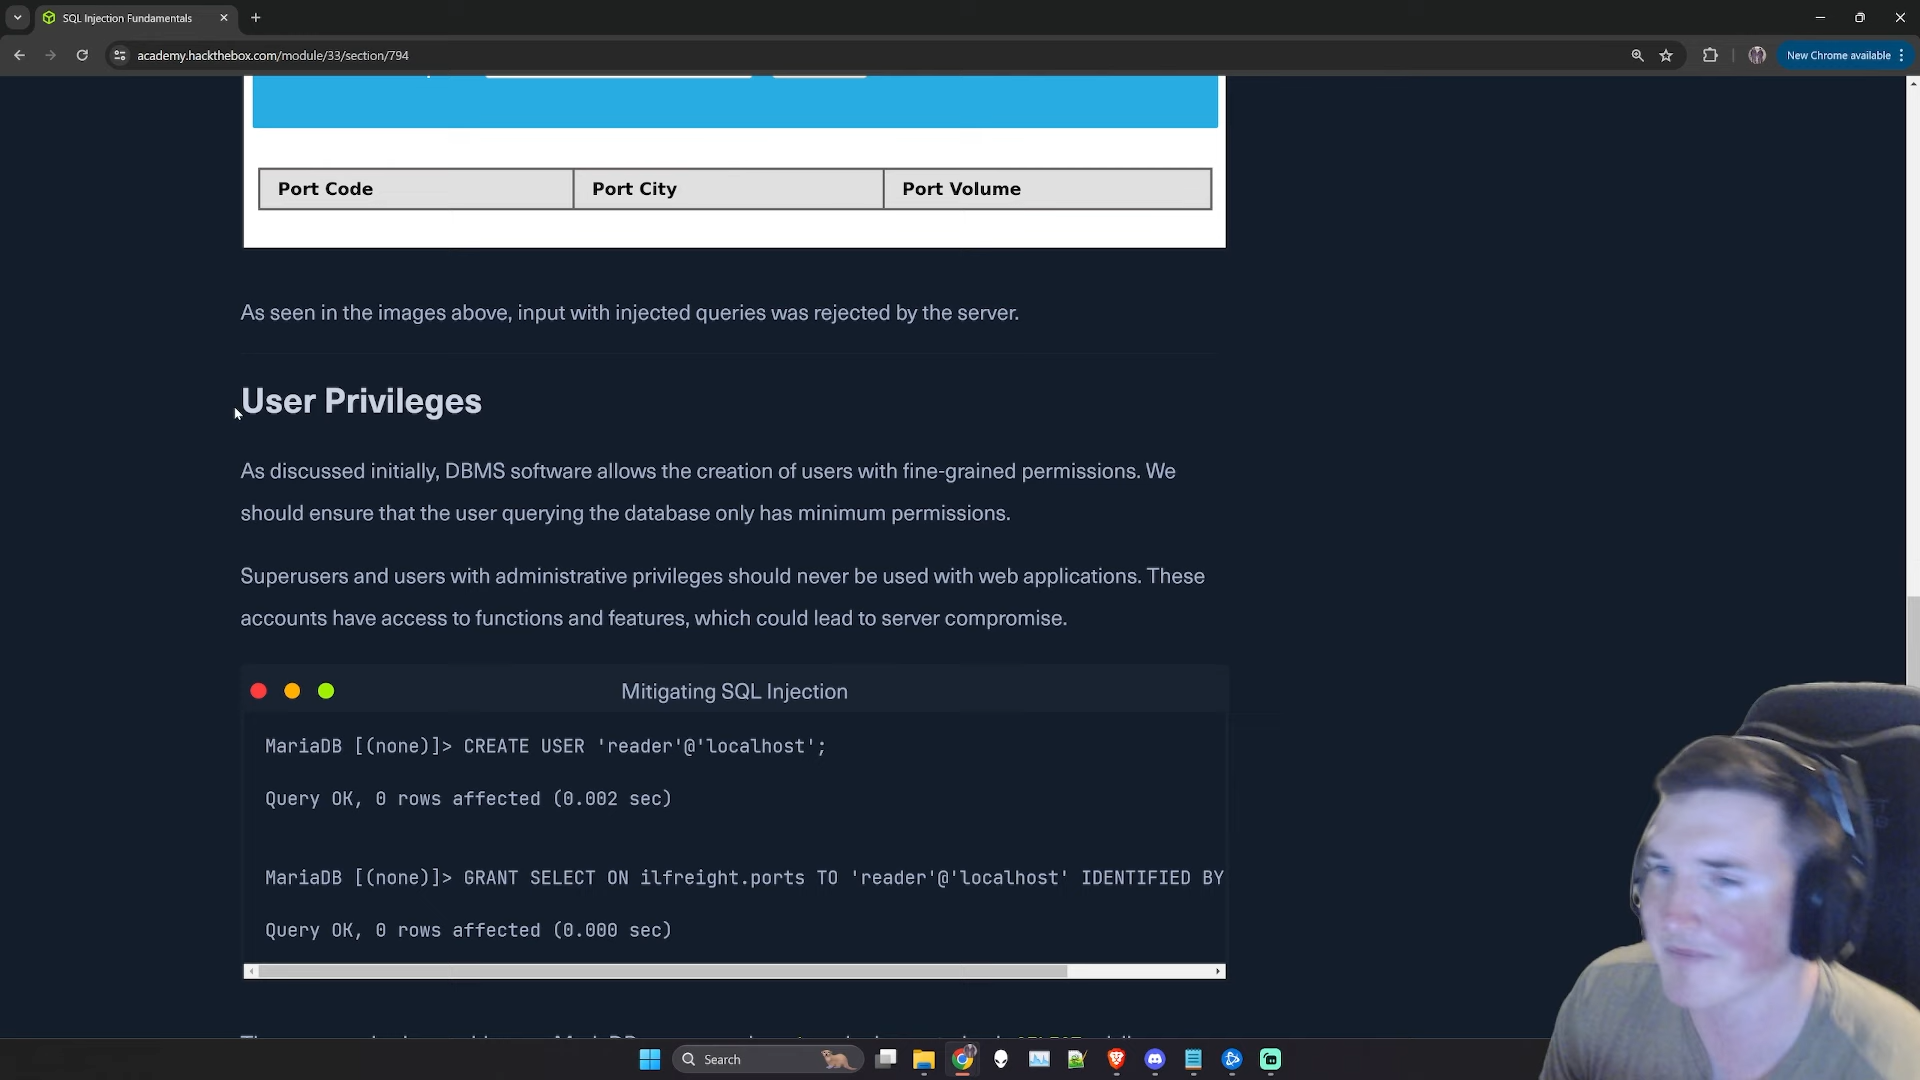 SQL Injection Fundamentals
academy.hackthebox.com/module/33/section/794
New Chrome available
Port Code Port City Port Volume
As seen in the images above, input with injected queries was rejected by the server.
User Privileges
As discussed initially, DBMS software allows the creation of users with fine-grained permissions. We
should ensure that the user querying the database only has minimum permissions.
Superusers and users with administrative privileges should never be used with web applications. These
accounts have access to functions and features, which could lead to server compromise.
Mitigating SQL Injection
MariaDB [(none)]> CREATE USER 'reader'@'localhost';
Query OK, 0 rows affected (0.002 sec)
MariaDB [(none)]> GRANT SELECT ON ilfreight.ports TO 'reader'@'localhost' IDENTIFIED BY
Query OK, 0 rows affected (0.000 sec)
Search